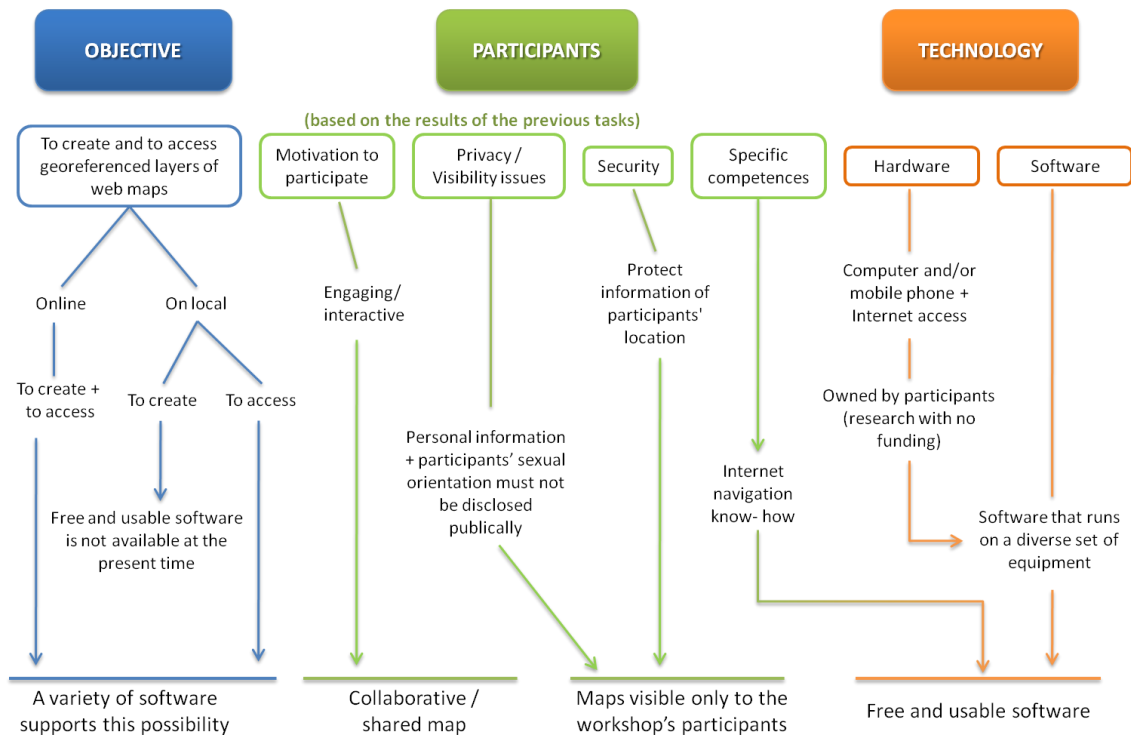 OBJECTIVE
PARTICIPANTS
TECHNOLOGY
(based on the results of the previous tasks)
To create and to access
georeferenced layers of
web maps
Motivation to
participate
Privacy /
Visibility issues
Security
Specific
competences
Hardware
Software
Online
On local
To create +
to access
To create
To access
Free and usable software
is not available at the
present time
Engaging/
interactive
Personal information
+ participants’ sexual
orientation must not
be disclosed
publically
Protect
information of
participants'
location
Internet
navigation
know- how
Computer and/or
mobile phone +
Internet access
Owned by participants
(research with no
funding)
Software that runs
on a diverse set of
equipment
A variety of software
supports this possibility
Collaborative /
shared map
Maps visible only to the
workshop’s participants
Free and usable software